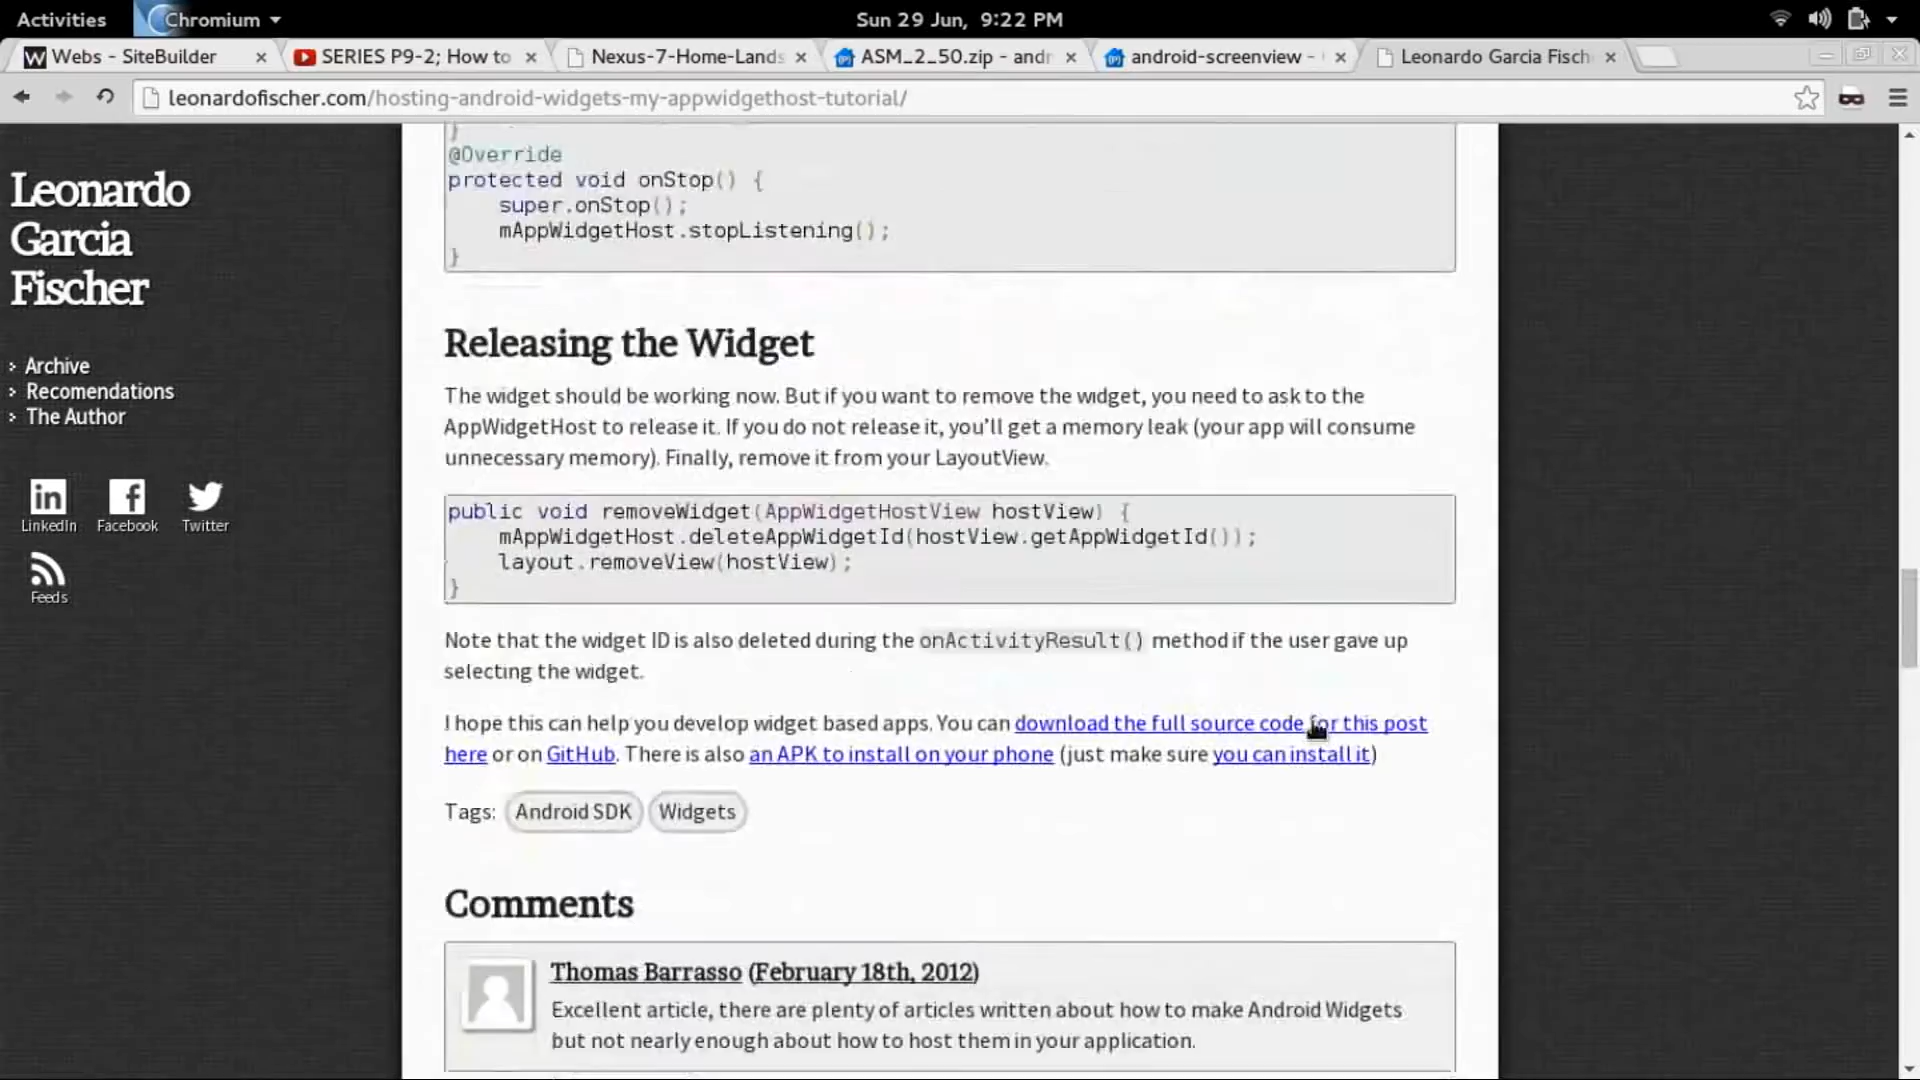 Activities Chromium Sun 29 Jun, 9:22 PM
Webs - SiteBuilder SERIES P9-2; How to Nexus-7-Home-Lands ASM_2_50.zip - andr android-screenview - Leonardo Garcia Fisch
leonardofischer.com/hosting-android-widgets-my-appwidgethost-tutorial/
Leonardo
Garcia
Fischer
Archive
Recomendations
The Author
LinkedIn Facebook Twitter
Feeds
}
@Override
protected void onStop() {
super.onStop();
mAppWidgetHost.stopListening();
}
Releasing the Widget
The widget should be working now. But if you want to remove the widget, you need to ask to the
AppWidgetHost to release it. If you do not release it, you'll get a memory leak (your app will consume
unnecessary memory). Finally, remove it from your LayoutView.
public void removeWidget(AppWidgetHostView hostView) {
mAppWidgetHost.deleteAppWidgetId(hostView.getAppWidgetId());
layout.removeView(hostView);
}
Note that the widget ID is also deleted during the onActivityResult() method if the user gave up
selecting the widget.
I hope this can help you develop widget based apps. You can download the full source code for this post
here or on GitHub. There is also an APK to install on your phone (just make sure you can install it)
Tags: Android SDK Widgets
Comments
Thomas Barrasso (February 18th, 2012)
Excellent article, there are plenty of articles written about how to make Android Widgets
but not nearly enough about how to host them in your application.